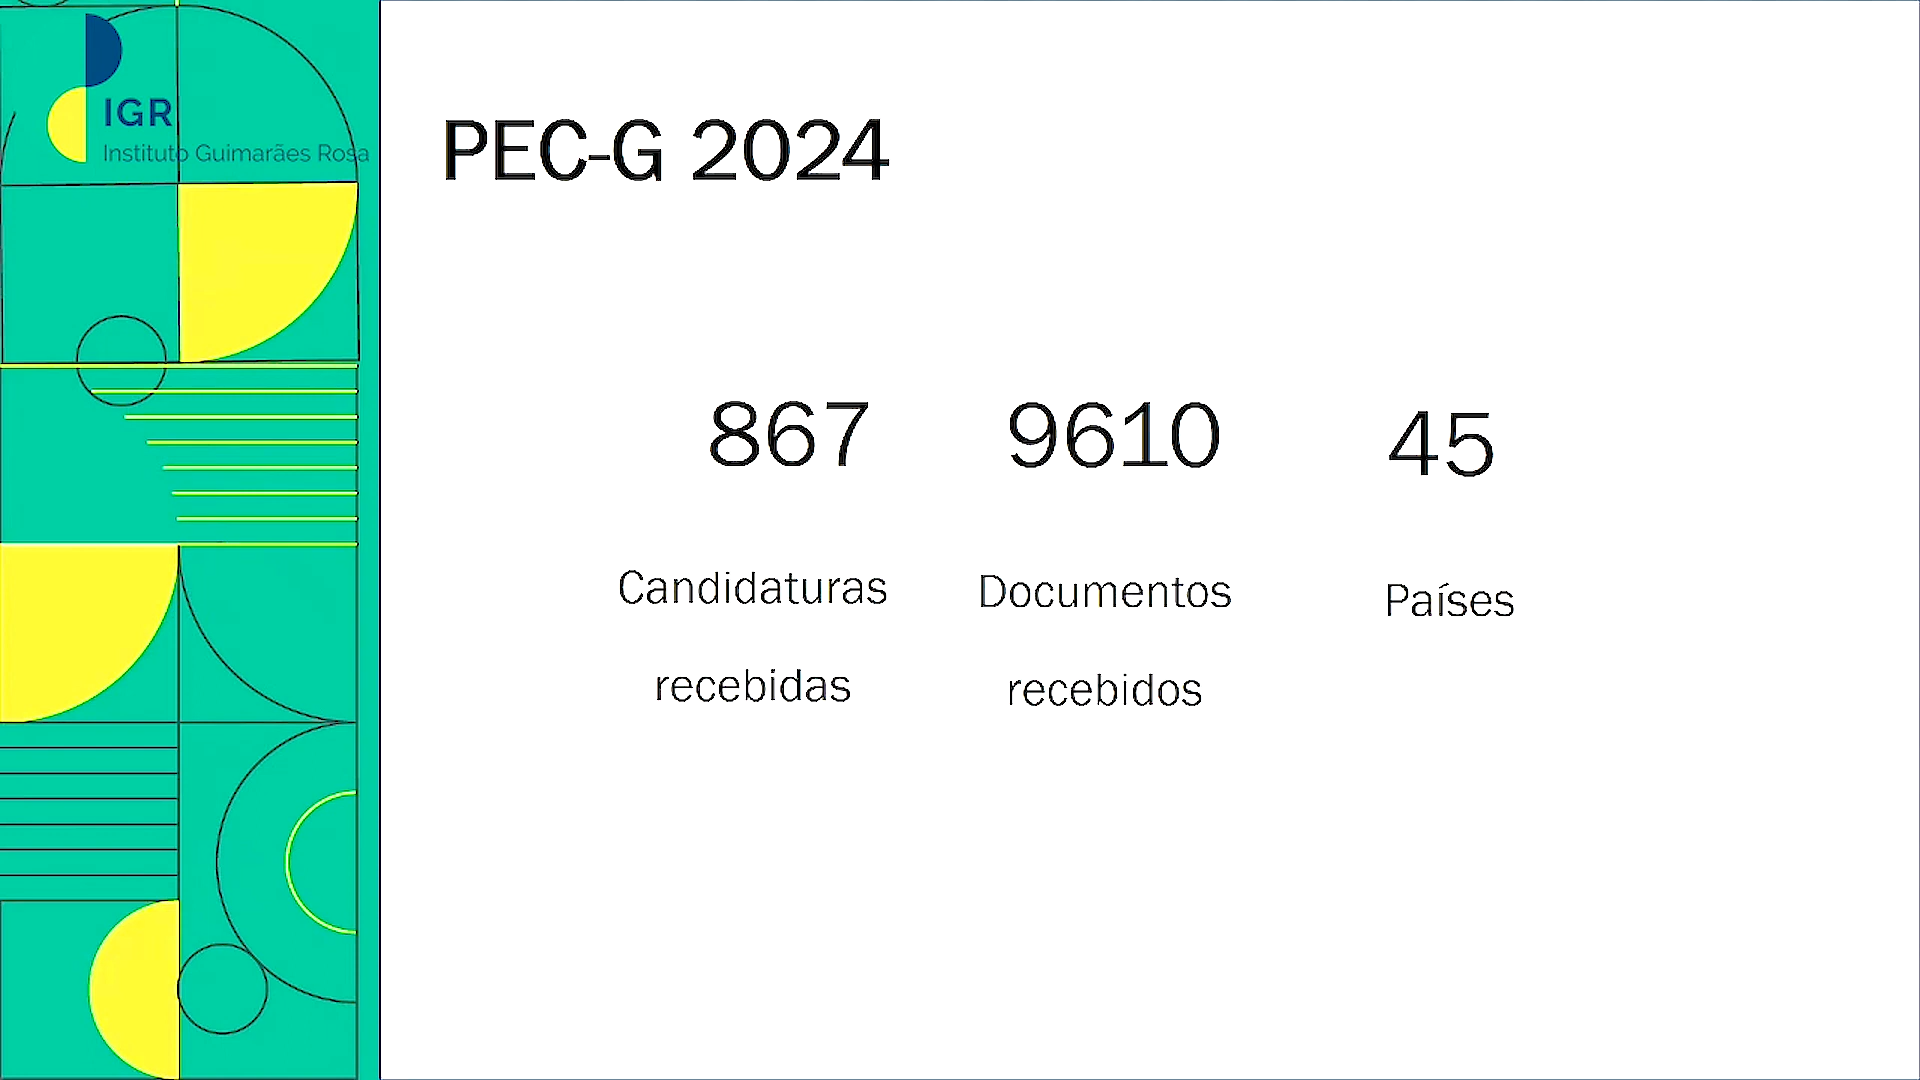 IGR
Instituto Guimarães Rosa
PEC-G 2024
867
9610
45
Candidaturas
recebidas
Documentos
recebidos
Países